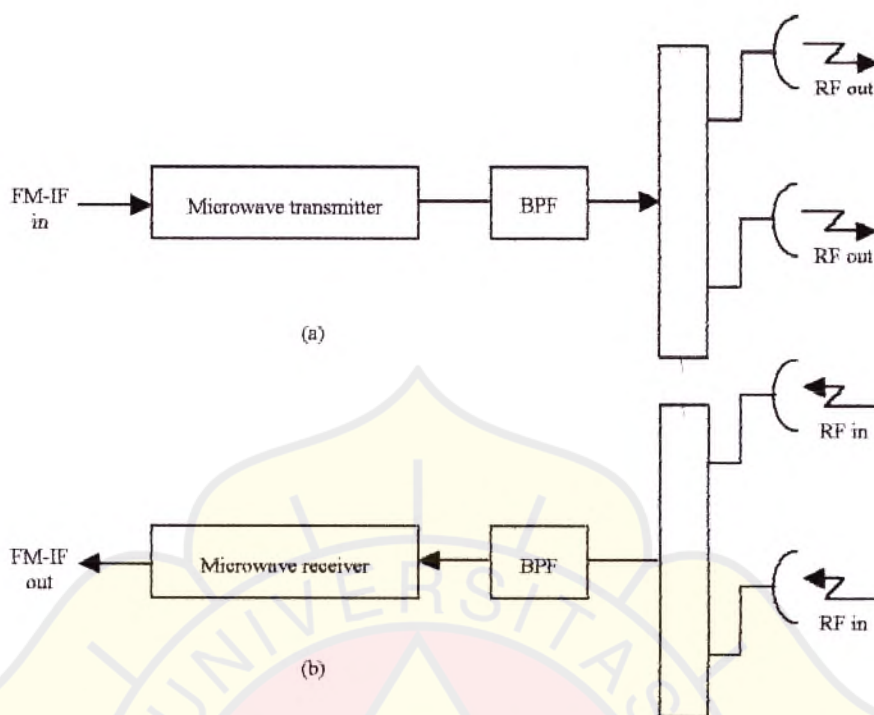 RF out
FM-IF
in
Microwave transmitter
BPF
RF out
(a)
RF in
FM-IF
out
Microwave receiver
BPF
RF in
(b)
UNIVERSITAS